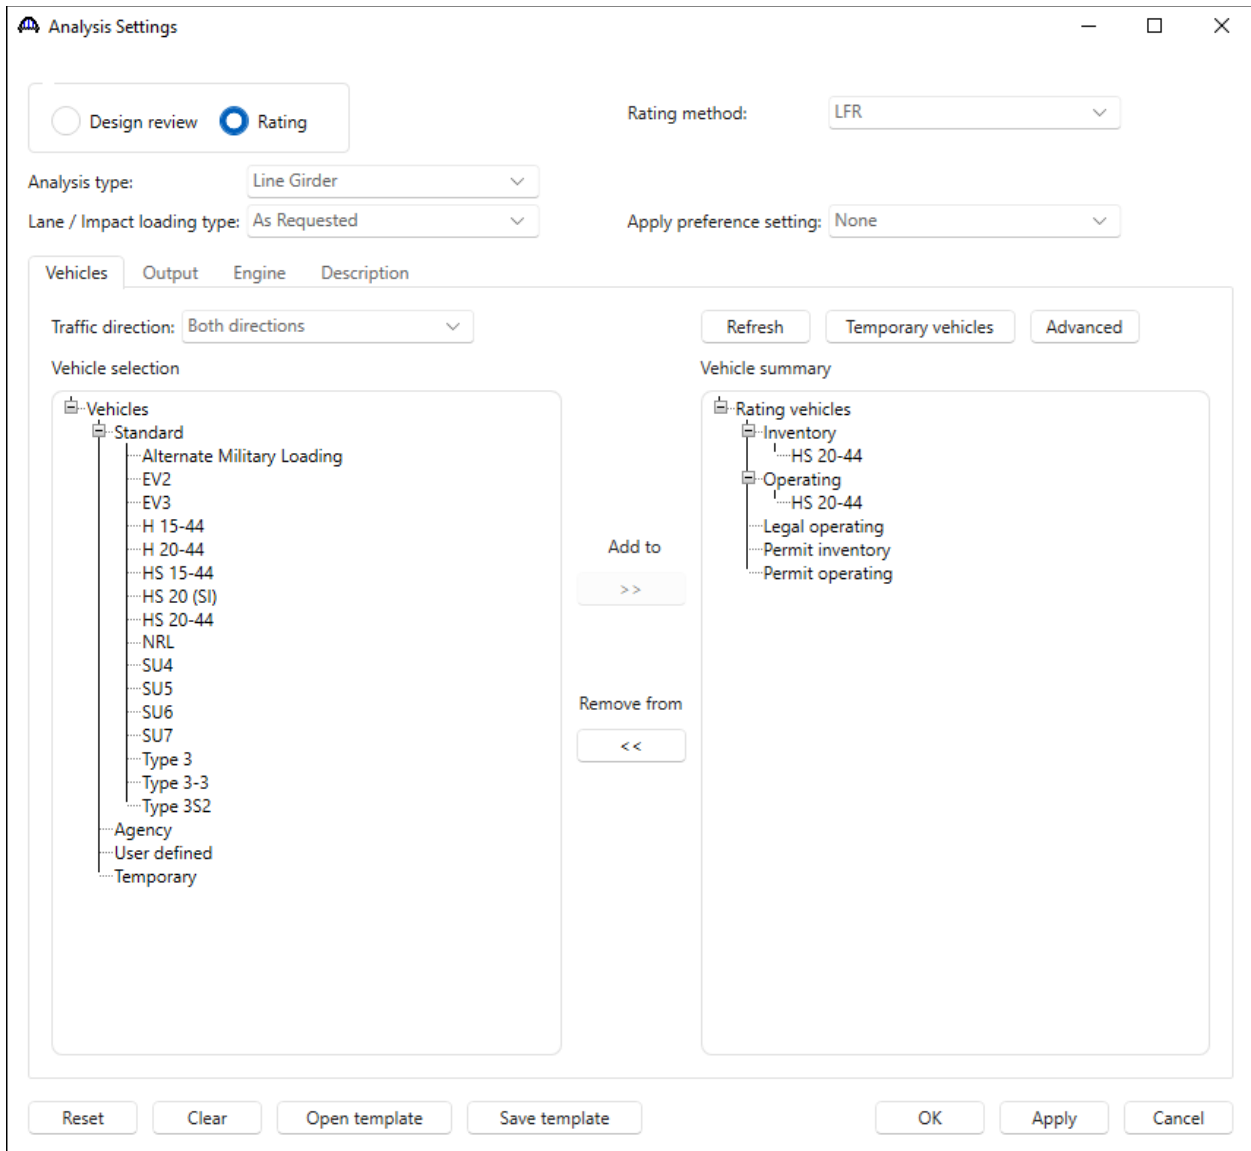 Analysis Settings
Design review
Rating
Rating method:
LFR
Analysis type:
Line Girder
Lane / Impact loading type:
As Requested
Apply preference setting:
None
Vehicles
Output
Engine
Description
Traffic direction:
Both directions
Refresh
Temporary vehicles
Advanced
Vehicle selection
Vehicles
Standard
Alternate Military Loading
EV2
EV3
H 15-44
H 20-44
HS 15-44
HS 20 (SI)
HS 20-44
NRL
SU4
SU5
SU6
SU7
Type 3
Type 3-3
Type 3S2
Agency
User defined
Temporary
Add to
>>
Remove from
<<
Vehicle summary
Rating vehicles
Inventory
HS 20-44
Operating
HS 20-44
Legal operating
Permit inventory
Permit operating
Reset
Clear
Open template
Save template
OK
Apply
Cancel